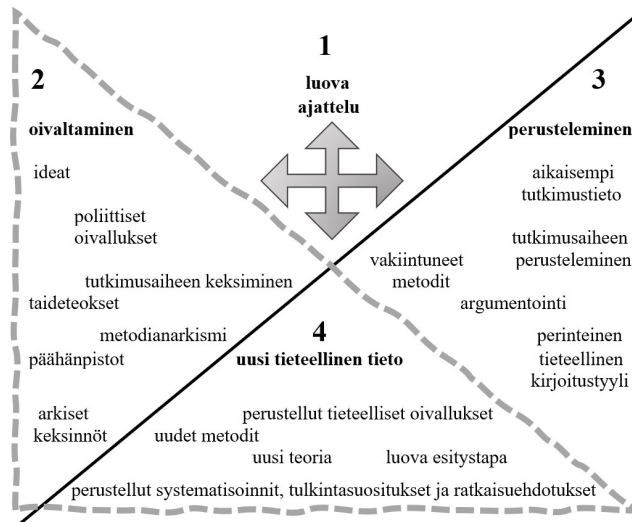 1
luova
ajattelu
2
oivaltaminen
ideat
poliittiset
oivallukset
tutkimusaiheen keksiminen
taideteokset
metodianarkismi
päähänpistot
arkiset
keksinnöt
3
perusteleminen
aikaisempi
tutkimustieto
tutkimusaiheen
perusteleminen
vakiintuneet
metodit
argumentointi
perinteinen
tieteellinen
kirjoitustyyli
4
uusi tieteellinen tieto
perustellut tieteelliset oivallukset
uudet metodit
uusi teoria
luova esitystapa
perustellut systematisoinnit, tulkintasuositukset ja ratkaisuehdotukset